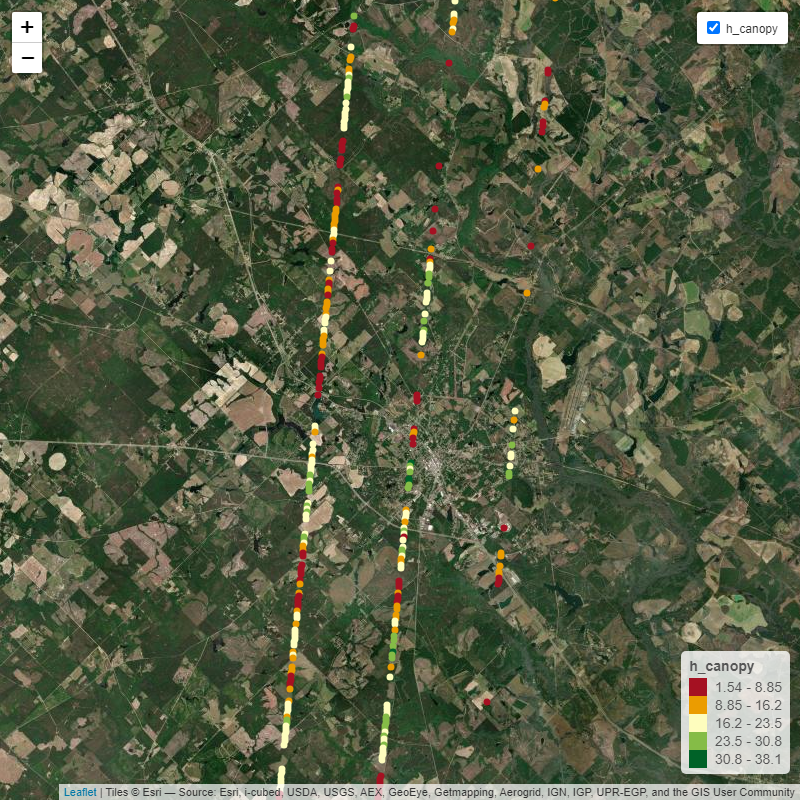 +
h_canopy
−
h_canopy
1.54 - 8.85
8.85 - 16.2
16.2 - 23.5
23.5 - 30.8
30.8 - 38.1
Leaflet | Tiles © Esri — Source: Esri, i-cubed, USDA, USGS, AEX, GeoEye, Getmapping, Aerogrid, IGN, IGP, UPR-EGP, and the GIS User Community